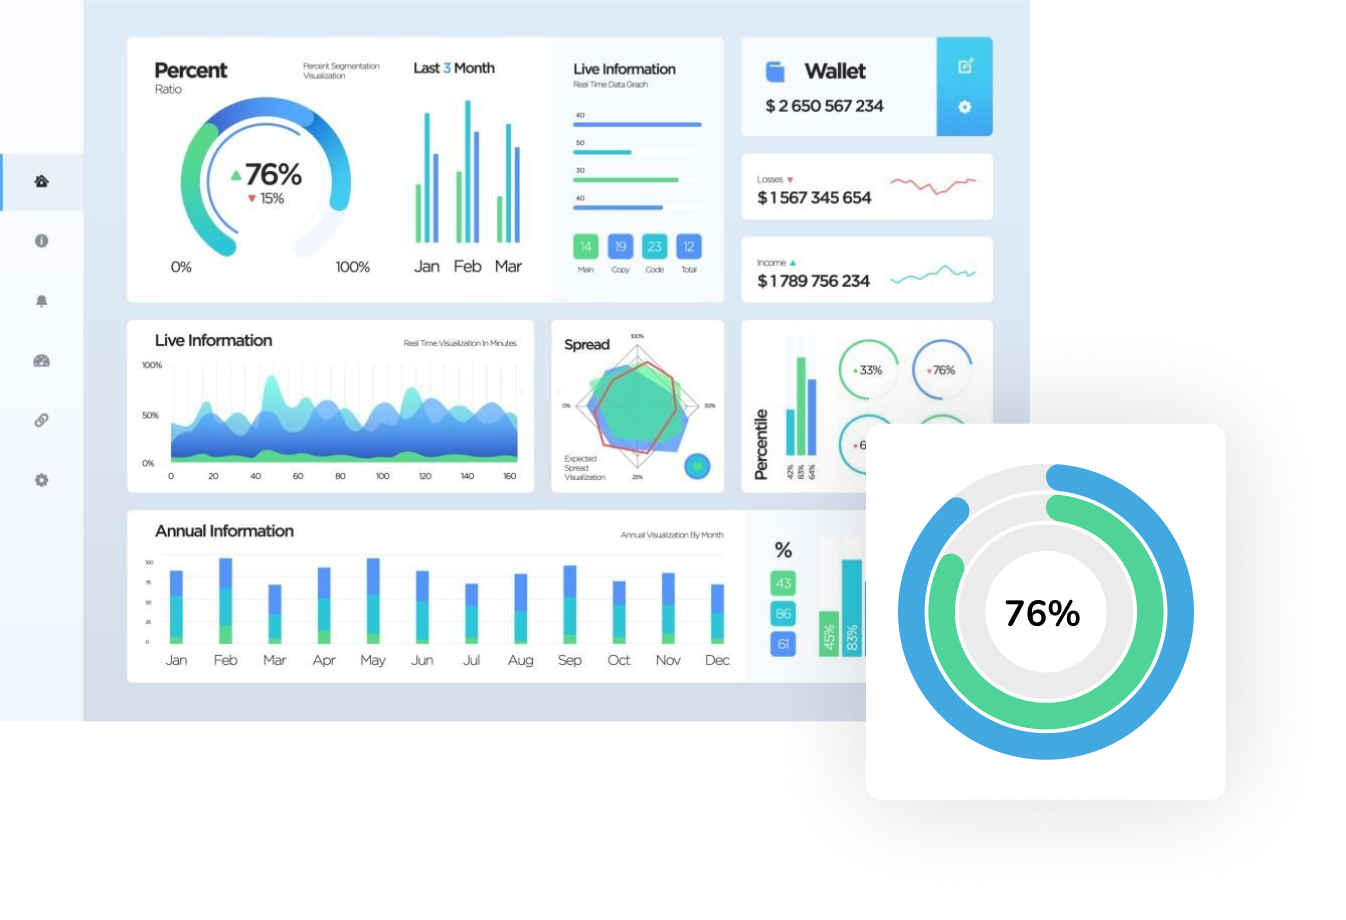 Percent
Ratio
Percent Segmentation
Visualization
76%
15%
0%
100%
Last 3 Month
Jan Feb Mar
Live Information
Real Time Data Graph
40
50
30
40
14 19 23 12
Main Copy Code Total
Wallet
$ 2 650 567 234
Losses
$ 1 567 345 654
Income
$ 1 789 756 234
Live Information
Real Time Visualization In Minutes
100%
50%
0%
0 20 40 60 80 100 120 140 160
Spread
100%
0%
50%
25%
Expected
Spread
Visualization
Percentile
42% 83% 64%
33%
76%
6
Annual Information
Annual Visualization By Month
100
75
50
25
0
Jan Feb Mar Apr May Jun Jul Aug Sep Oct Nov Dec
%
43
86
61
45%
83%
76%